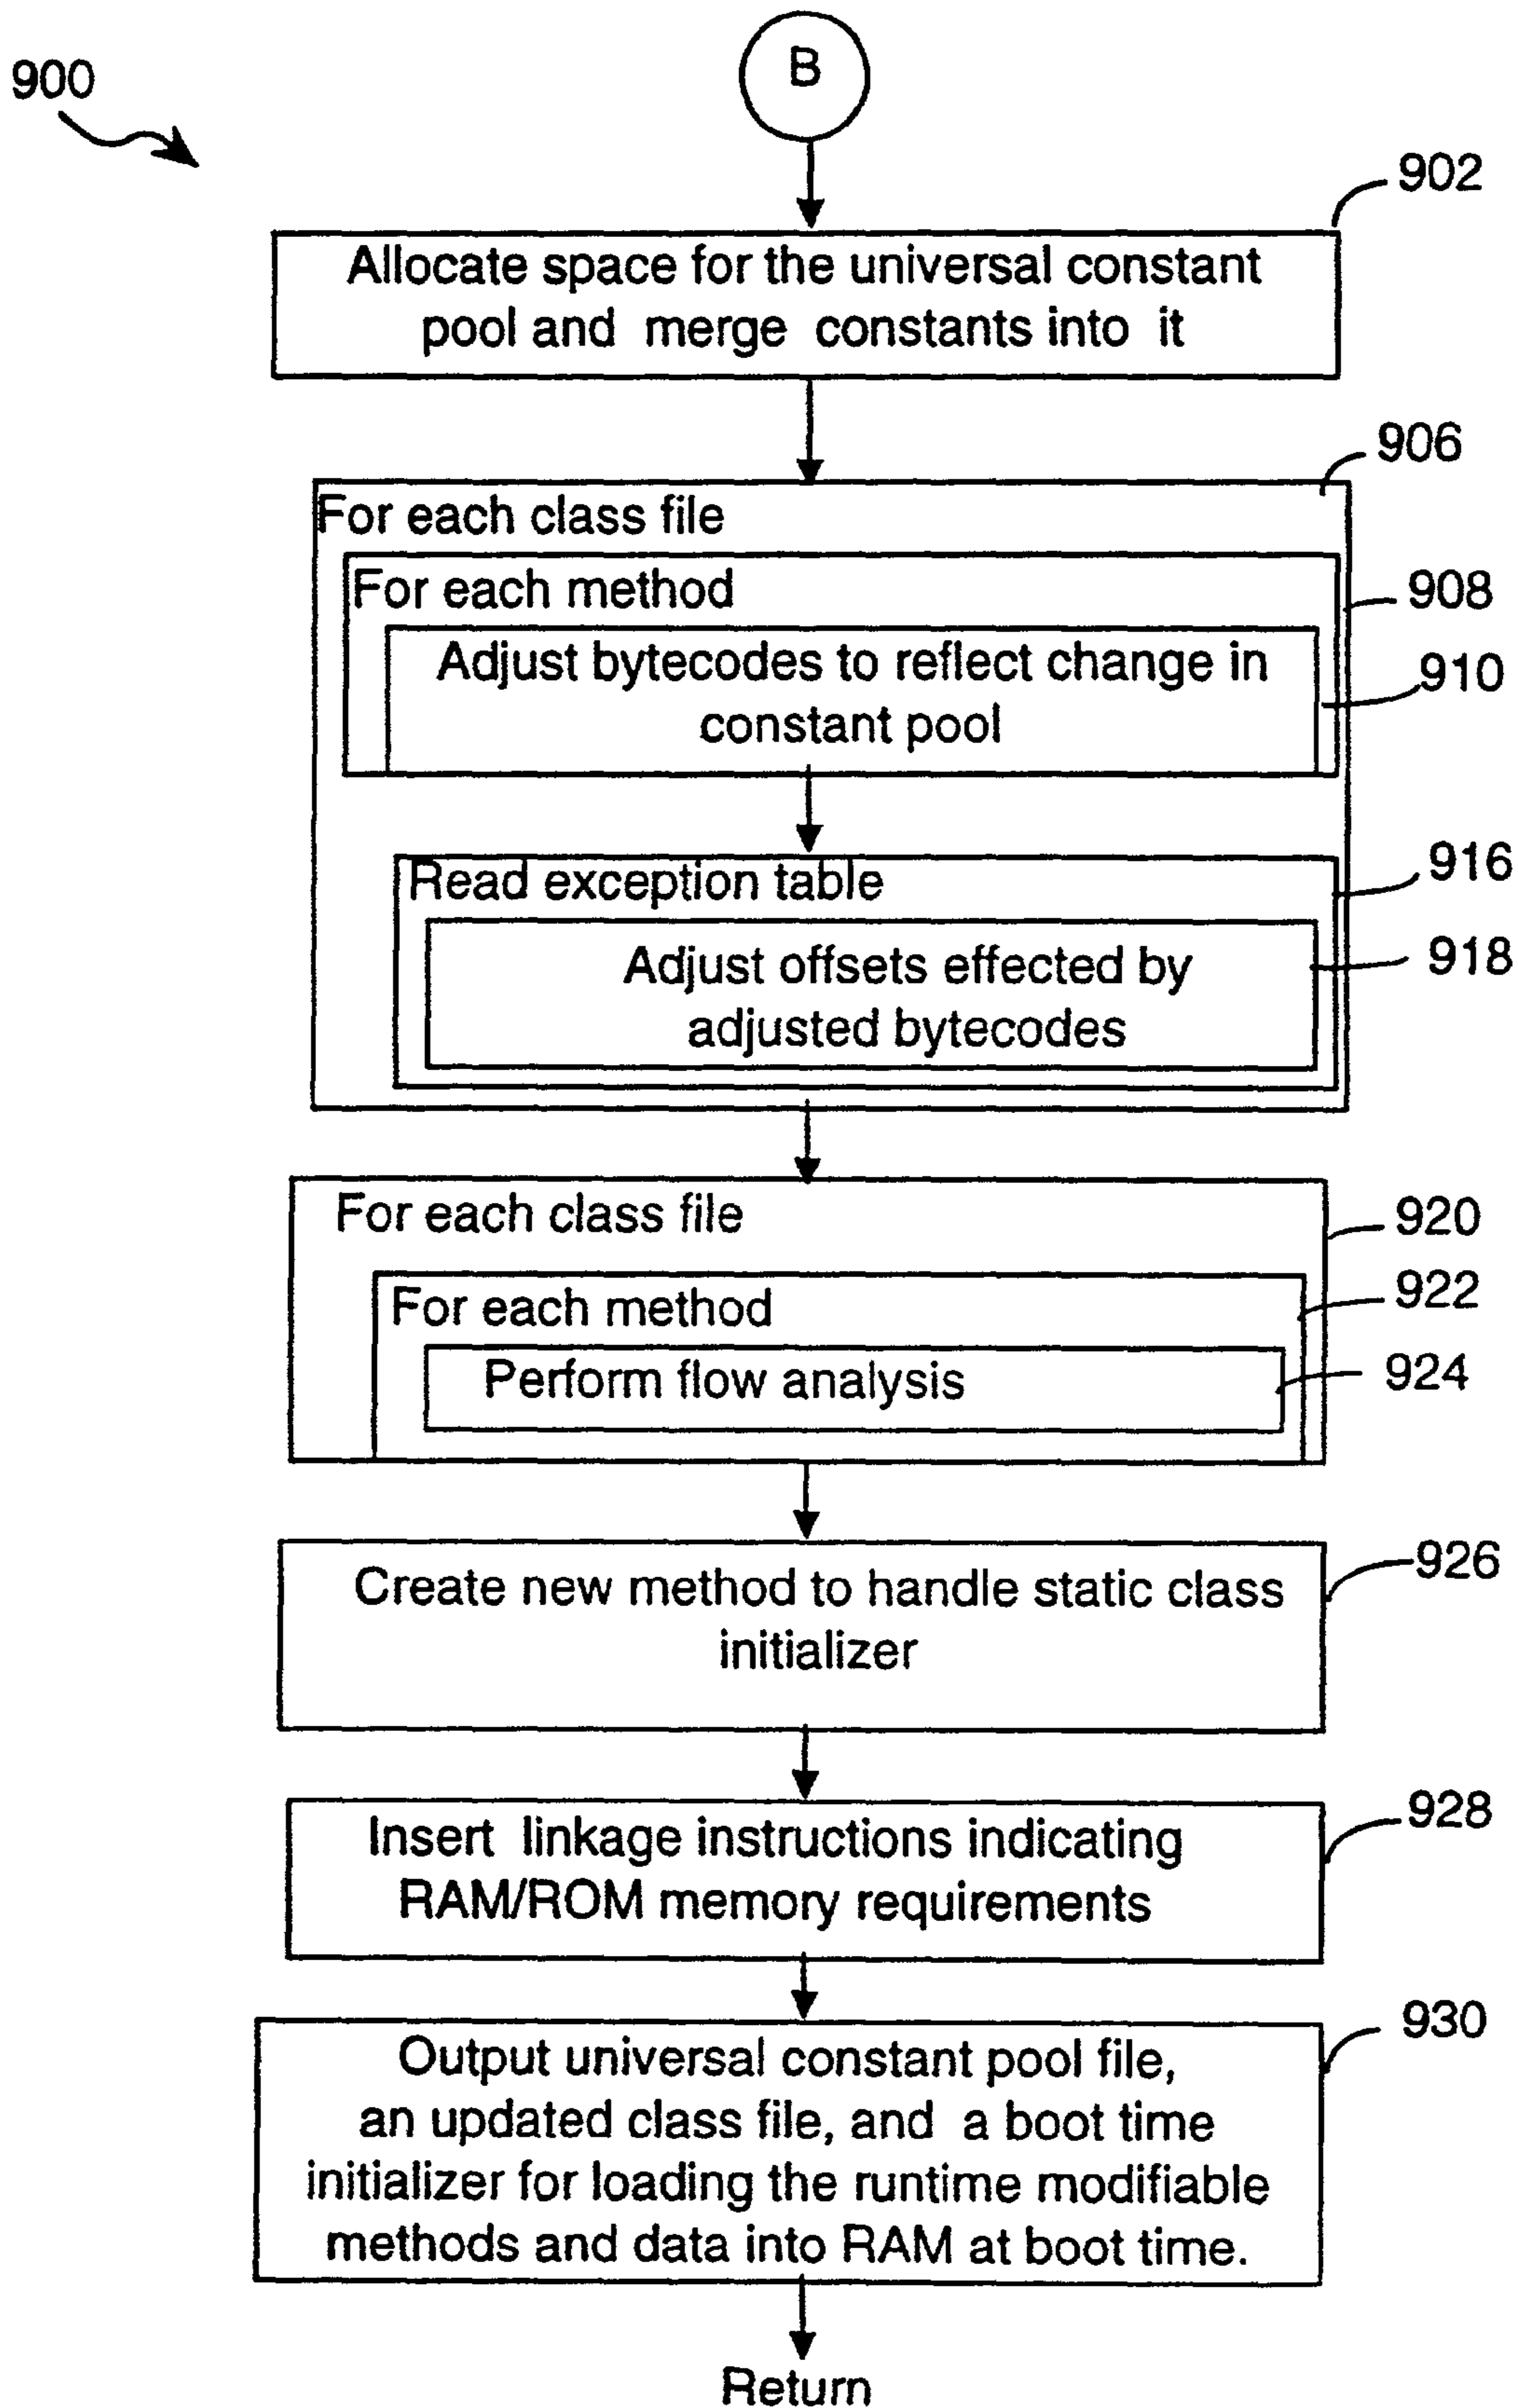 B
900
902
Allocate space for the universal constant
pool and merge constants into it
906
For each class file
For each method
908
Adjust bytecodes to reflect change in
constant pool
910
Read exception table
916
Adjust offsets effected by
adjusted bytecodes
918
For each class file
920
For each method
922
Perform flow analysis
924
Create new method to handle static class
initializer
926
Insert linkage instructions indicating
RAM/ROM memory requirements
928
930
Output universal constant pool file,
an updated class file, and a boot time
initializer for loading the runtime modifiable
methods and data into RAM at boot time.
Return